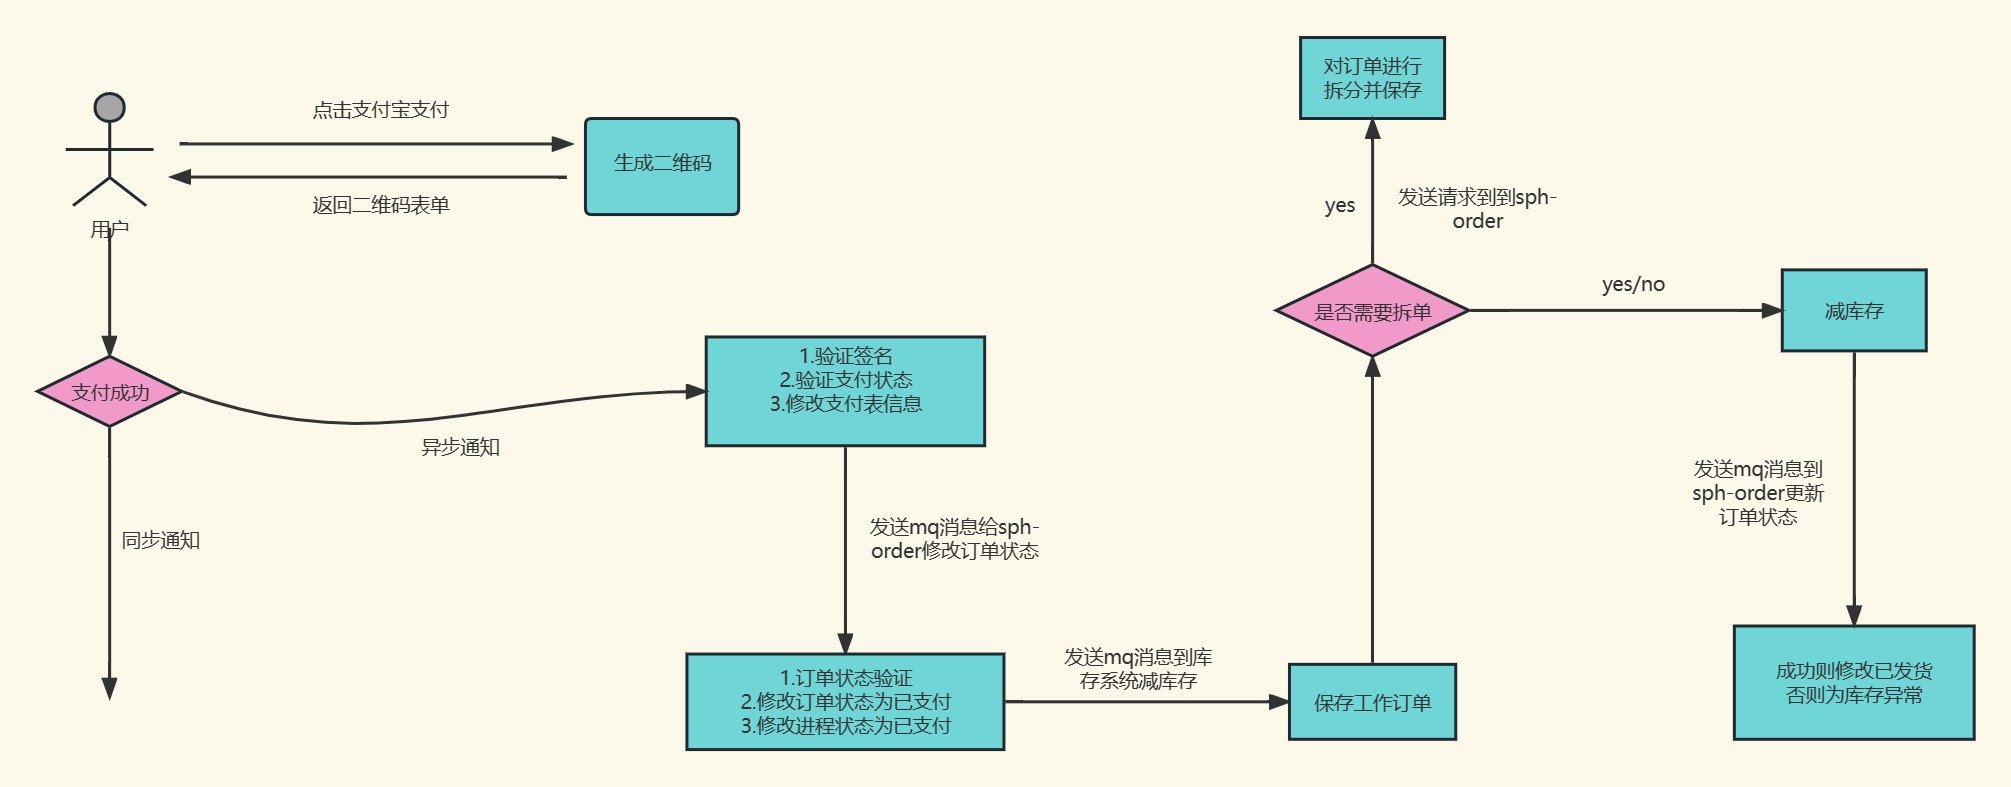 点击支付宝支付
生成二维码
返回二维码表单
用户
支付成功
异步通知
同步通知
1.验证签名
2.验证支付状态
3.修改支付表信息
发送mq消息给sph-
order修改订单状态
1.订单状态验证
2.修改订单状态为已支付
3.修改进程状态为已支付
发送mq消息到库
存系统减库存
保存工作订单
是否需要拆单
yes
发送请求到到sph-
order
对订单进行
拆分并保存
yes/no
减库存
发送mq消息到
sph-order更新
订单状态
成功则修改已发货
否则为库存异常